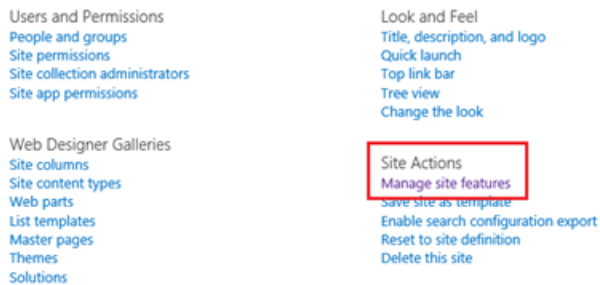 Users and Permissions
People and groups
Site permissions
Site collection administrators
Site app permissions
Look and Feel
Title, description, and logo
Quick launch
Top link bar
Tree view
Change the look
Web Designer Galleries
Site columns
Site content types
Web parts
List templates
Master pages
Themes
Solutions
Site Actions
Manage site features
Save site as template
Enable search configuration export
Reset to site definition
Delete this site